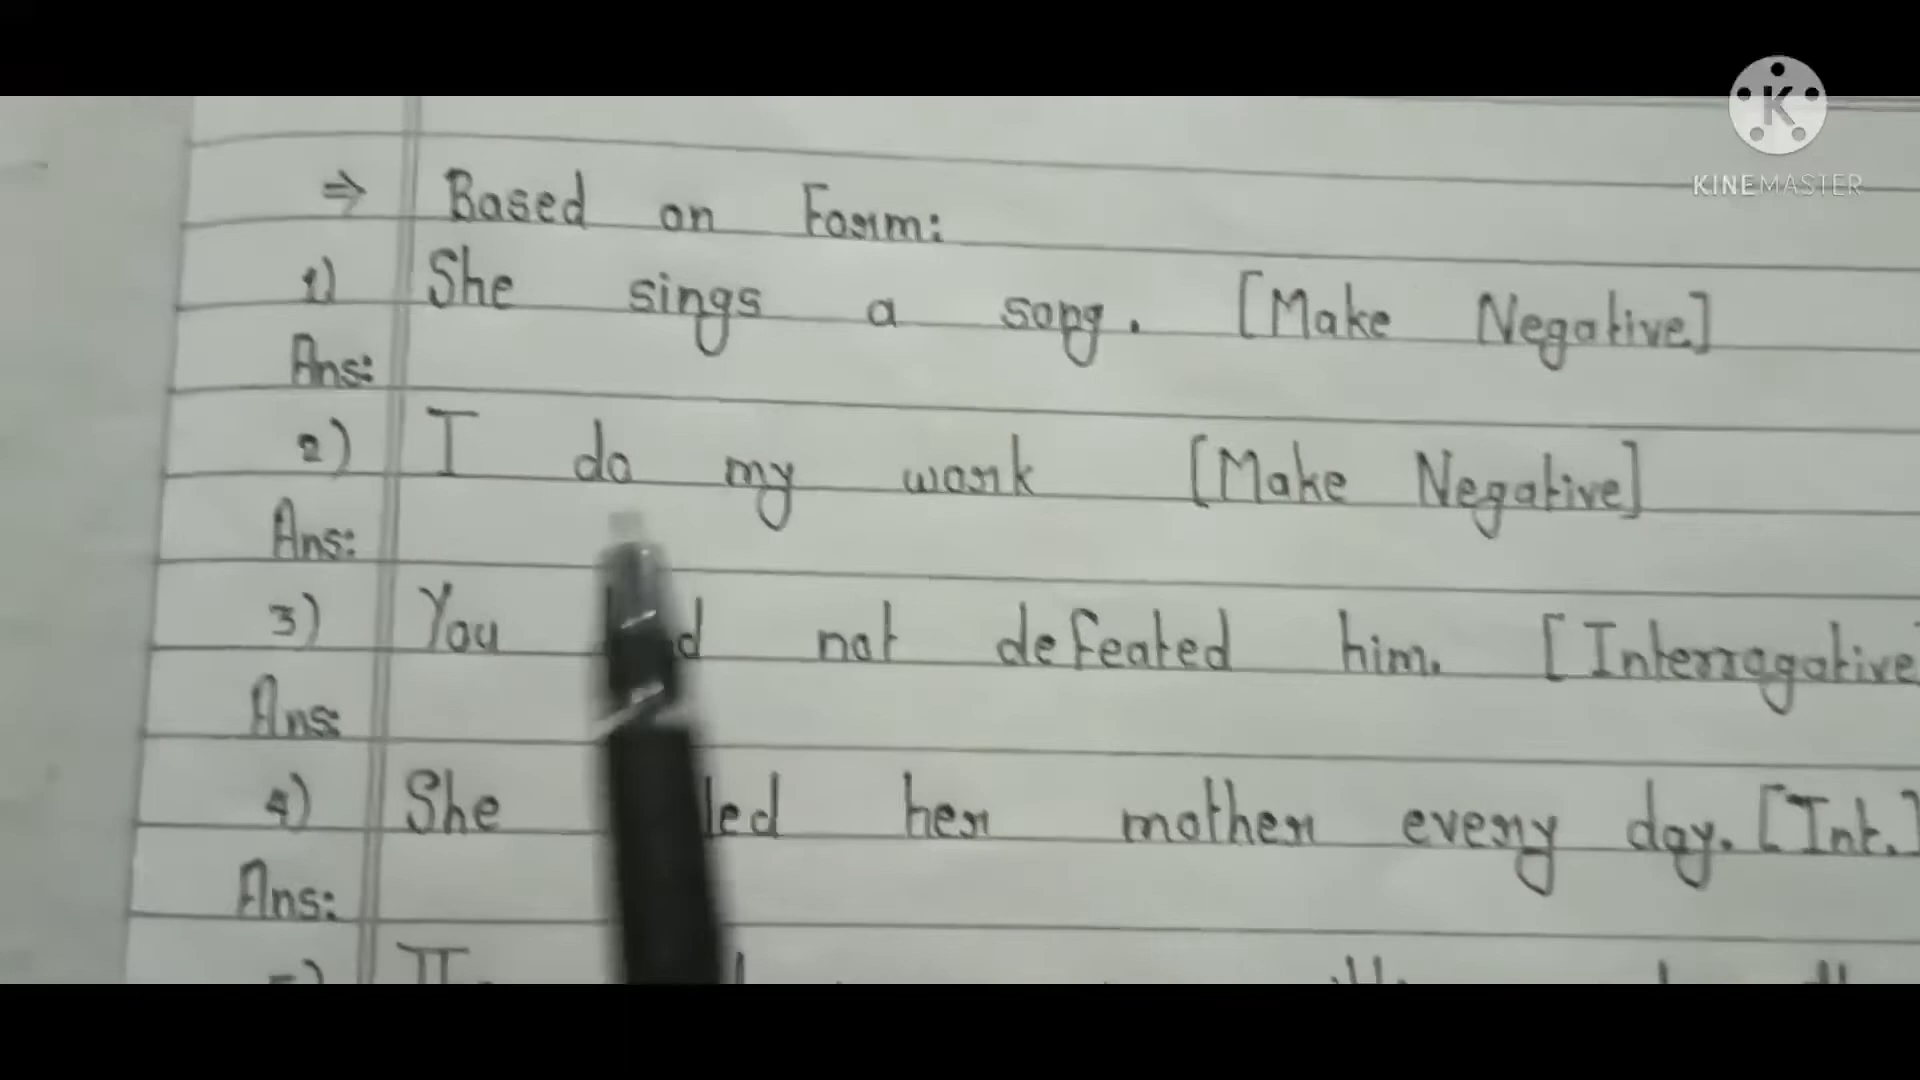 KINEMASTER
⇒ Based on Form:
1) She sings a song. [Make Negative]
Ans:
2) I do my work [Make Negative]
Ans:
3) You not defeated him. [Interrogative]
Ans:
4) She her mother every day. [Int.]
Ans: